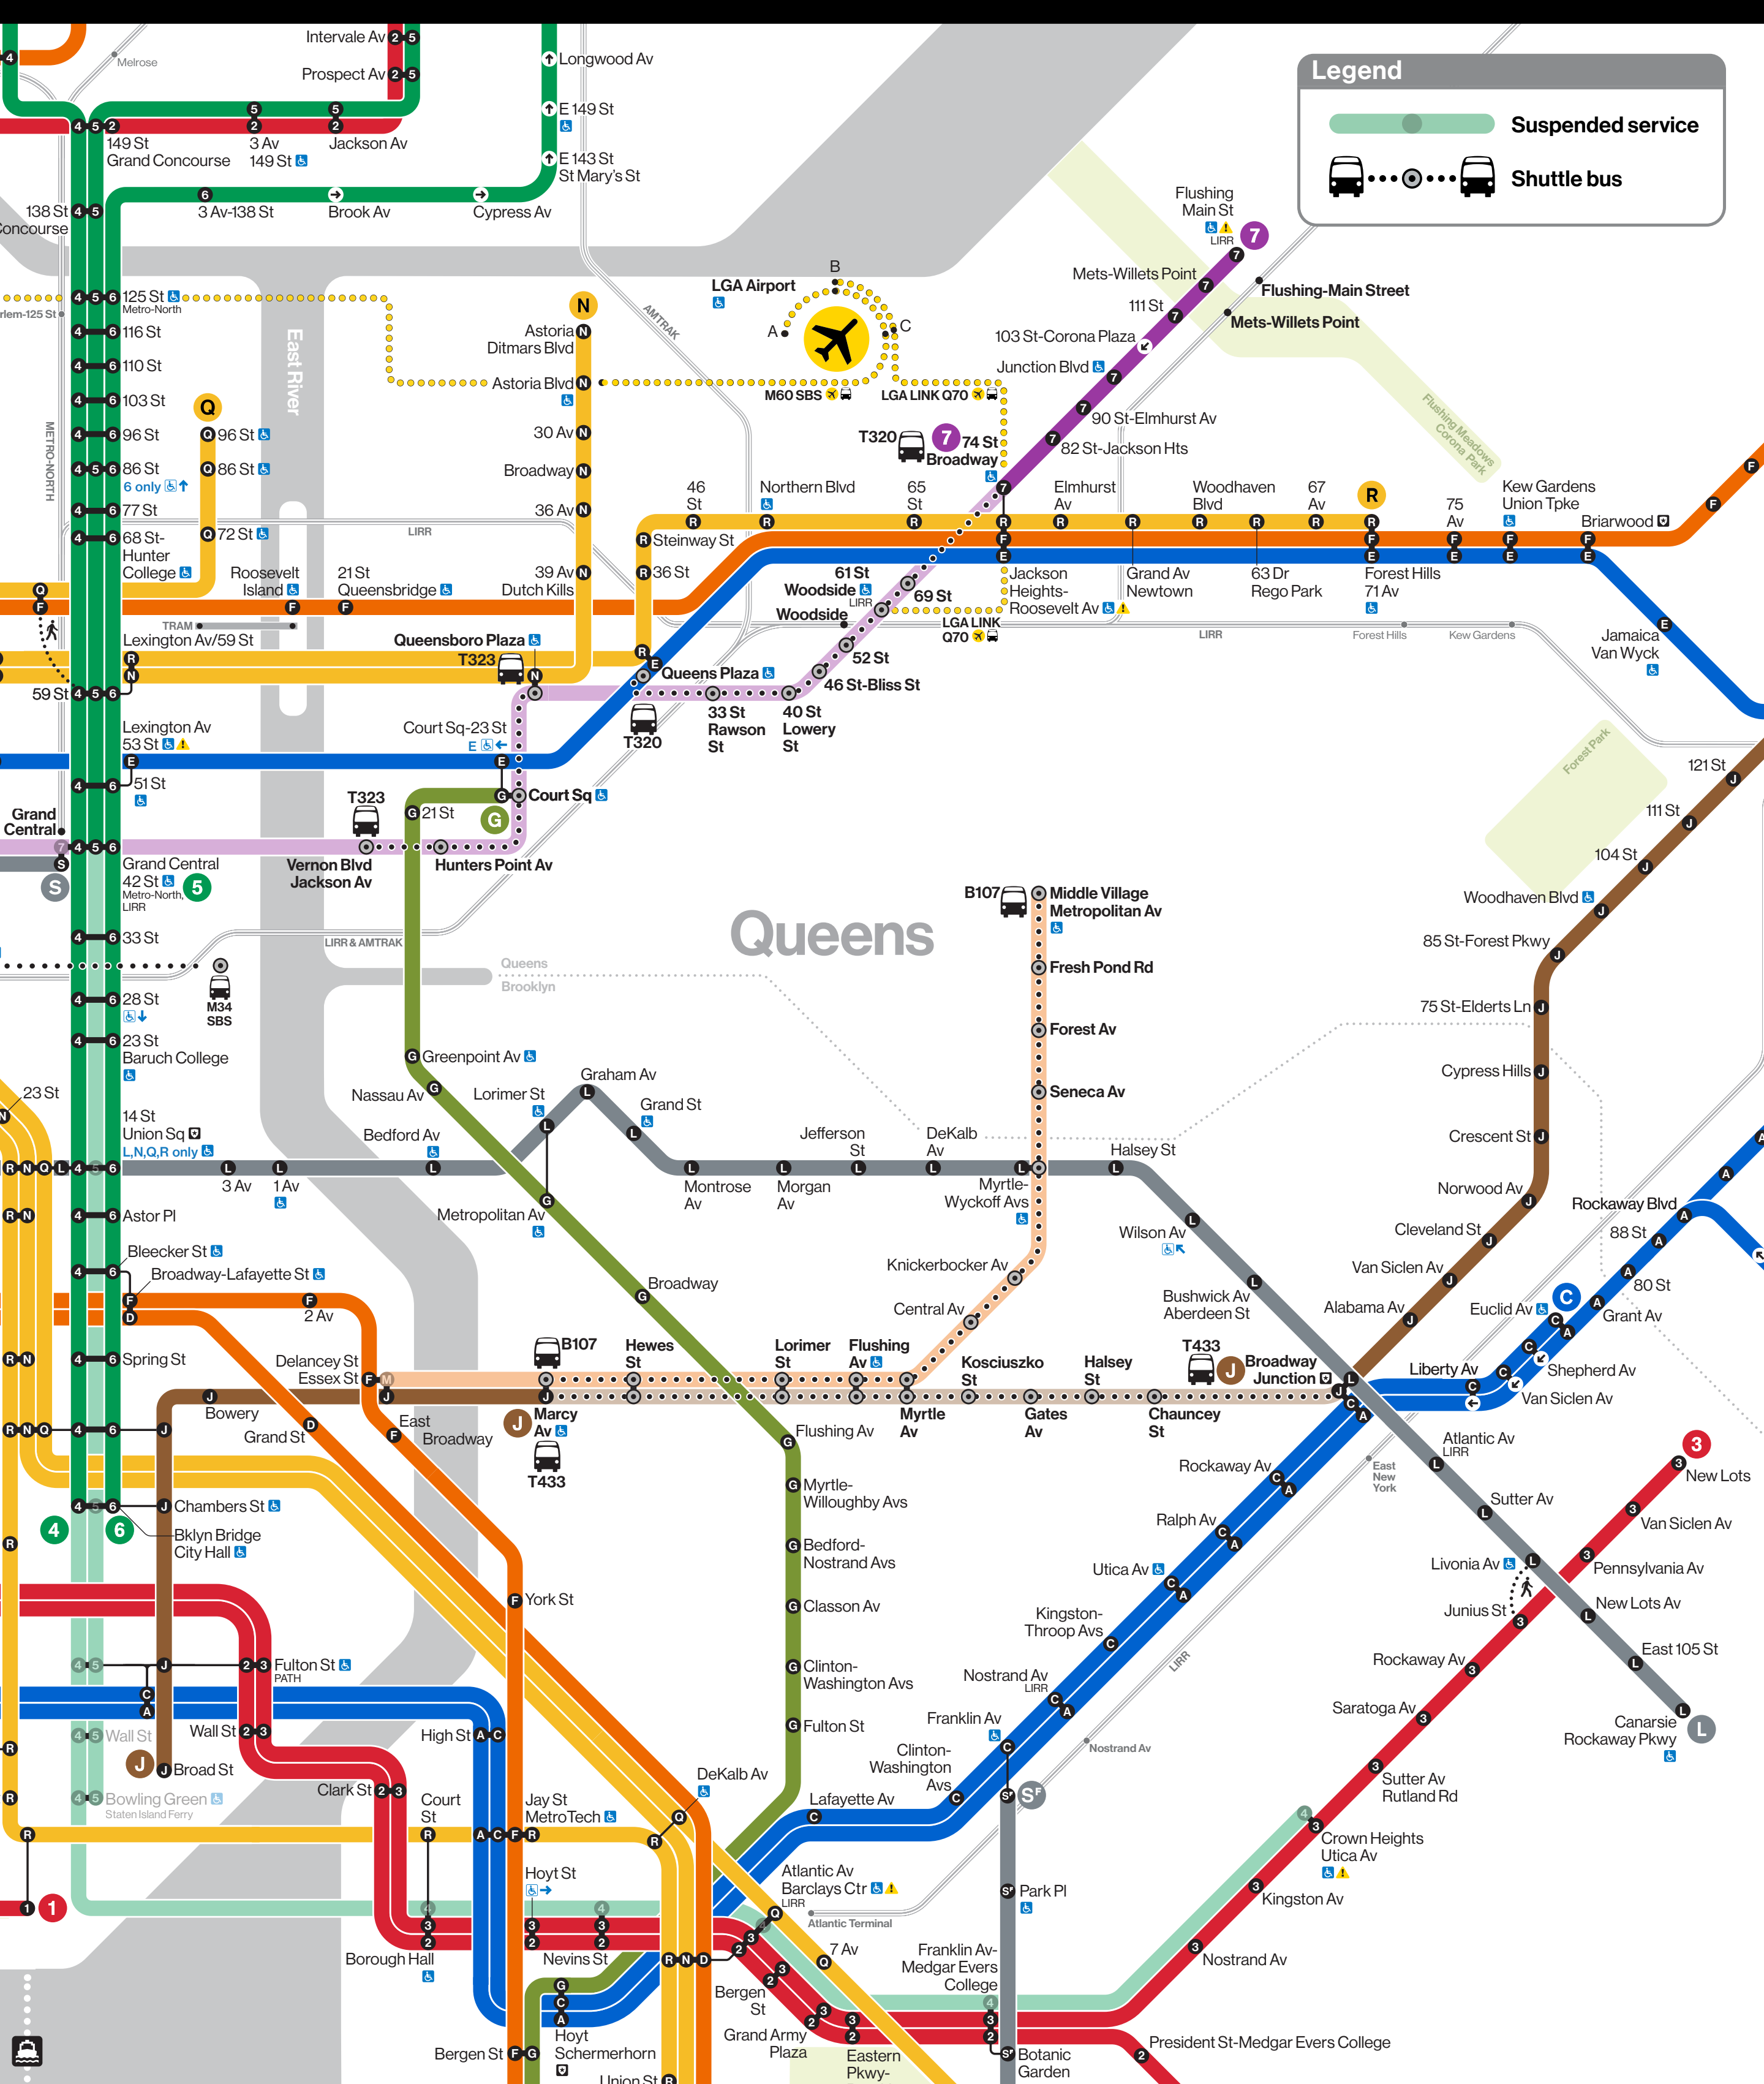 Legend
Suspended service
Shuttle bus
Melrose
Intervale Av
2 5
Prospect Av
2 5
Longwood Av
E 149 St
E 143 St
St Mary's St
149 St
Grand Concourse
3 Av
149 St
Jackson Av
138 St
oncourse
3 Av-138 St
Brook Av
Cypress Av
125 St
Metro-North
rlem-125 St
116 St
110 St
103 St
96 St
86 St
6 only
77 St
68 St-
Hunter
College
METRO-NORTH
East River
Q
96 St
86 St
72 St
N
Astoria
Ditmars Blvd
Astoria Blvd
30 Av
Broadway
36 Av
39 Av
Dutch Kills
AMTRAK
LIRR
LGA Airport
A
B
C
M60 SBS
LGA LINK Q70
Flushing
Main St
LIRR
7
Mets-Willets Point
111 St
103 St-Corona Plaza
Junction Blvd
90 St-Elmhurst Av
82 St-Jackson Hts
Flushing-Main Street
Mets-Willets Point
Flushing Meadows
Corona Park
T320
7
74 St
Broadway
46
St
Northern Blvd
65
St
Elmhurst
Av
Woodhaven
Blvd
67
Av
R
75
Av
Kew Gardens
Union Tpke
Briarwood
Steinway St
36 St
Jackson
Heights-
Roosevelt Av
Grand Av
Newtown
63 Dr
Rego Park
Forest Hills
71 Av
Roosevelt
Island
21 St
Queensbridge
TRAM
61 St
Woodside
LIRR
Woodside
69 St
LGA LINK
Q70
LIRR
Forest Hills
Kew Gardens
Jamaica
Van Wyck
Lexington Av/59 St
59 St
Queensboro Plaza
T323
Queens Plaza
52 St
46 St-Bliss St
T320
33 St
Rawson
St
40 St
Lowery
St
Lexington Av
53 St
51 St
Court Sq-23 St
E
Court Sq
G
21 St
T323
Grand
Central
Grand Central
42 St
Metro-North,
LIRR
S
5
Vernon Blvd
Jackson Av
Hunters Point Av
Forest Park
121 St
111 St
104 St
Woodhaven Blvd
85 St-Forest Pkwy
75 St-Elderts Ln
Cypress Hills
Crescent St
Norwood Av
Cleveland St
Van Siclen Av
Alabama Av
33 St
LIRR & AMTRAK
Queens
Queens
Brooklyn
M34
SBS
28 St
23 St
Baruch College
23 St
14 St
Union Sq
L,N,Q,R only
B107
Middle Village
Metropolitan Av
Fresh Pond Rd
Forest Av
Seneca Av
Greenpoint Av
Nassau Av
Lorimer St
Graham Av
Grand St
Bedford Av
3 Av
1 Av
Metropolitan Av
Montrose
Av
Morgan
Av
Jefferson
St
DeKalb
Av
Myrtle-
Wyckoff Avs
Halsey St
Wilson Av
Bushwick Av
Aberdeen St
Astor Pl
Bleecker St
Broadway-Lafayette St
2 Av
Broadway
Knickerbocker Av
Central Av
Rockaway Blvd
88 St
80 St
Grant Av
Euclid Av
C
Shepherd Av
Van Siclen Av
Liberty Av
Spring St
Delancey St
Essex St
B107
Hewes
St
Lorimer
St
Flushing
Av
Kosciuszko
St
Halsey
St
T433
J
Broadway
Junction
J
Marcy
Av
T433
Myrtle
Av
Gates
Av
Chauncey
St
Bowery
Grand St
East
Broadway
Flushing Av
Myrtle-
Willoughby Avs
Bedford-
Nostrand Avs
Classon Av
Clinton-
Washington Avs
Fulton St
Chambers St
Bklyn Bridge
City Hall
4
6
York St
Atlantic Av
LIRR
East
New
York
Sutter Av
Livonia Av
Junius St
New Lots Av
East 105 St
Canarsie
Rockaway Pkwy
L
3
New Lots
Van Siclen Av
Pennsylvania Av
Rockaway Av
Saratoga Av
Sutter Av
Rutland Rd
Crown Heights
Utica Av
Kingston Av
Nostrand Av
President St-Medgar Evers College
Rockaway Av
Ralph Av
Utica Av
Kingston-
Throop Avs
LIRR
Nostrand Av
LIRR
Nostrand Av
Franklin Av
Clinton-
Washington
Avs
Lafayette Av
SF
Park Pl
Franklin Av-
Medgar Evers
College
Botanic
Garden
Fulton St
PATH
Wall St
Wall St
J
Broad St
Bowling Green
Staten Island Ferry
High St
Clark St
Court
St
Jay St
MetroTech
DeKalb Av
Hoyt St
Atlantic Av
Barclays Ctr
LIRR
Atlantic Terminal
1
Borough Hall
Nevins St
7 Av
Bergen
St
Grand Army
Plaza
Eastern
Pkwy-
Hoyt
Schermerhorn
Bergen St
Union St